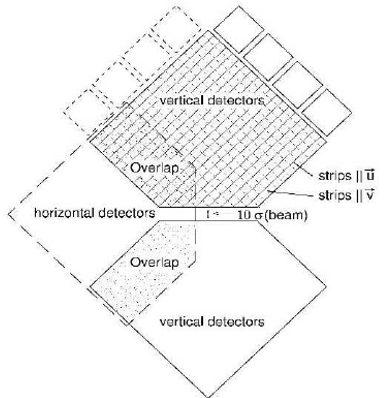 vertical detectors
Overlap
strips || u⃗
strips || v⃗
horizontal detectors
10 σ(beam)
Overlap
vertical detectors